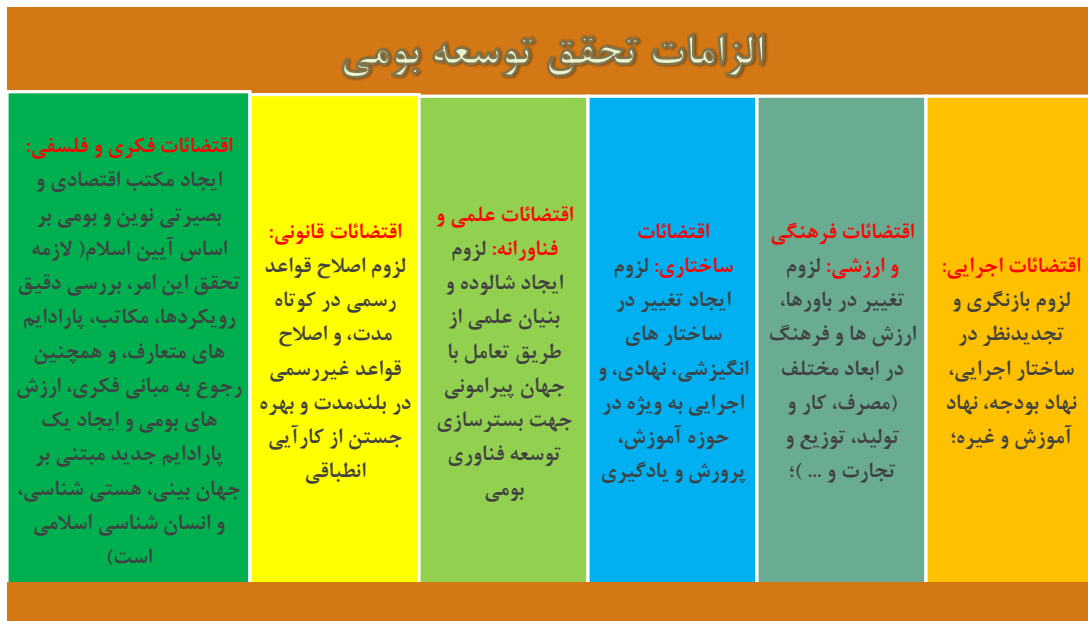 الزامات تحقق توسعه بومی
اقتضائات اجرایی:
لزوم بازنگری و
تجدیدنظر در
ساختار اجرایی،
نهاد بودجه، نهاد
آموزش و غیره؛
اقتضائات فرهنگی
و ارزشی: لزوم
تغییر در باورها،
ارزش ها و فرهنگ
در ابعاد مختلف
(مصرف، کار و
تولید، توزیع و
تجارت و ... )؛
اقتضائات
ساختاری: لزوم
ایجاد تغییر در
ساختار های
انگیزشی، نهادی، و
اجرایی به ویژه در
حوزه آموزش،
پرورش و یادگیری
اقتضائات علمی و
فناورانه: لزوم
ایجاد شالوده و
بنیان علمی از
طریق تعامل با
جهان پیرامونی
جهت بسترسازی
توسعه فناوری
بومی
اقتضائات قانونی:
لزوم اصلاح قواعد
رسمی در کوتاه
مدت، و اصلاح
قواعد غیررسمی
در بلندمدت و بهره
جستن از کارآیی
انطباقی
اقتضائات فکری و فلسفی:
ایجاد مکتب اقتصادی و
بصیرتی نوین و بومی بر
اساس آیین اسلام( لازمه
تحقق این امر، بررسی دقیق
رویکردها، مکاتب، پارادایم
های متعارف، و همچنین
رجوع به مبانی فکری، ارزش
های بومی و ایجاد یک
پارادایم جدید مبتنی بر
جهان بینی، هستی شناسی،
و انسان شناسی اسلامی
است)